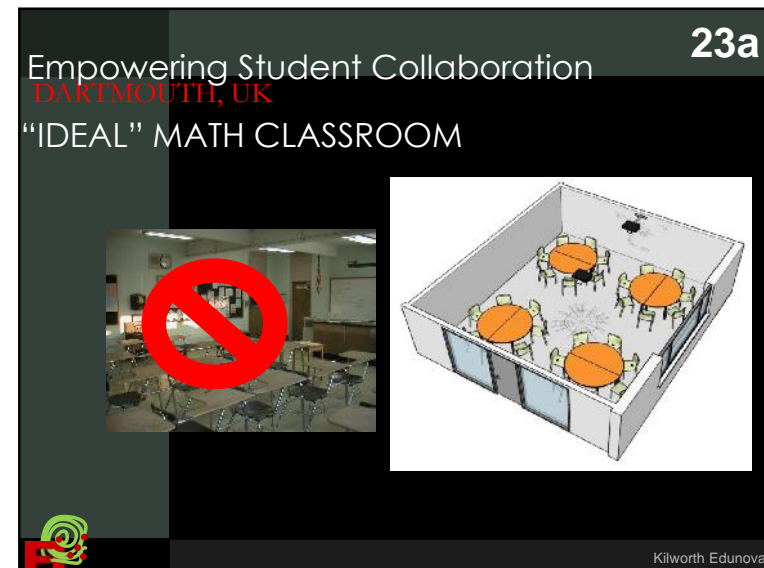 23a
Empowering Student Collaboration
DARTMOUTH, UK
“IDEAL” MATH CLASSROOM
Kilworth Edunova